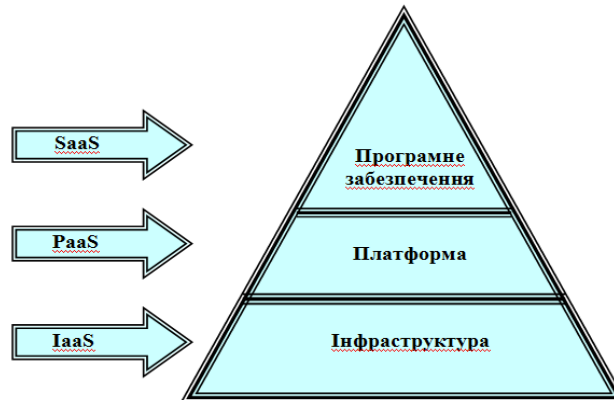 SaaS
Програмне
забезпечення
PaaS
Платформа
IaaS
Інфраструктура